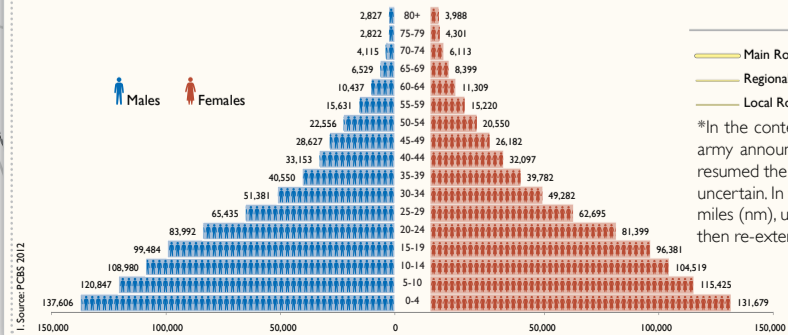 2,827 80+ 3,988
2,822 75-79 4,301
4,115 70-74 6,113
6,529 65-69 8,399
10,437 60-64 11,309
15,631 55-59 15,220
22,556 50-54 20,550
28,627 45-49 26,182
33,153 40-44 32,097
40,550 35-39 39,782
51,381 30-34 49,282
65,435 25-29 62,695
83,992 20-24 81,399
99,484 15-19 96,381
108,980 10-14 104,519
120,847 5-10 115,425
137,606 0-4 131,679
150,000 100,000 50,000 0 50,000 100,000 150,000
Males Females
1. Source: PCBS 2012
Main Ro
Regiona
Local Ro
*In the conte
army announ
resumed the
uncertain. In
miles (nm), u
then re-exter